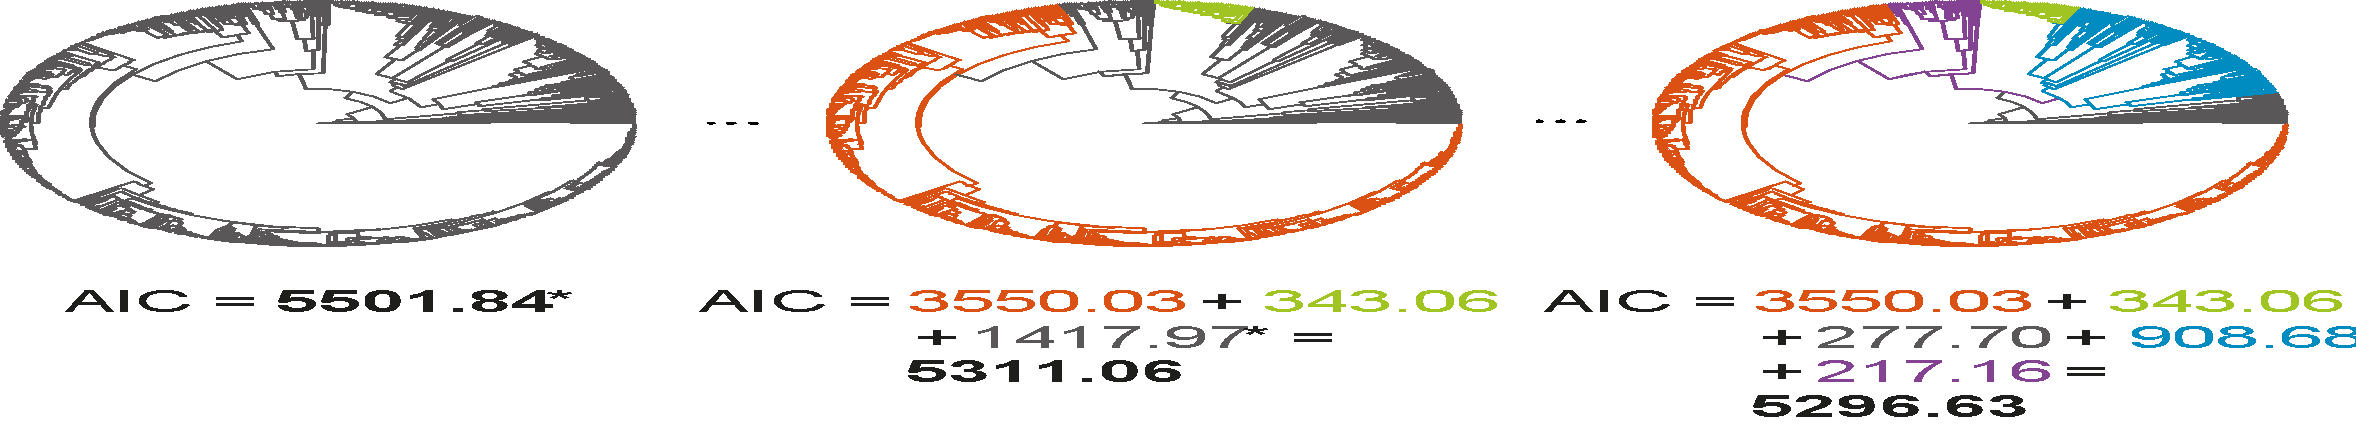 ... ...
AIC = 5501.84*
AIC = 3550.03 + 343.06
+ 1417.97* =
5311.06
AIC = 3550.03 + 343.06
+ 277.70 + 908.68
+ 217.16 =
5296.63